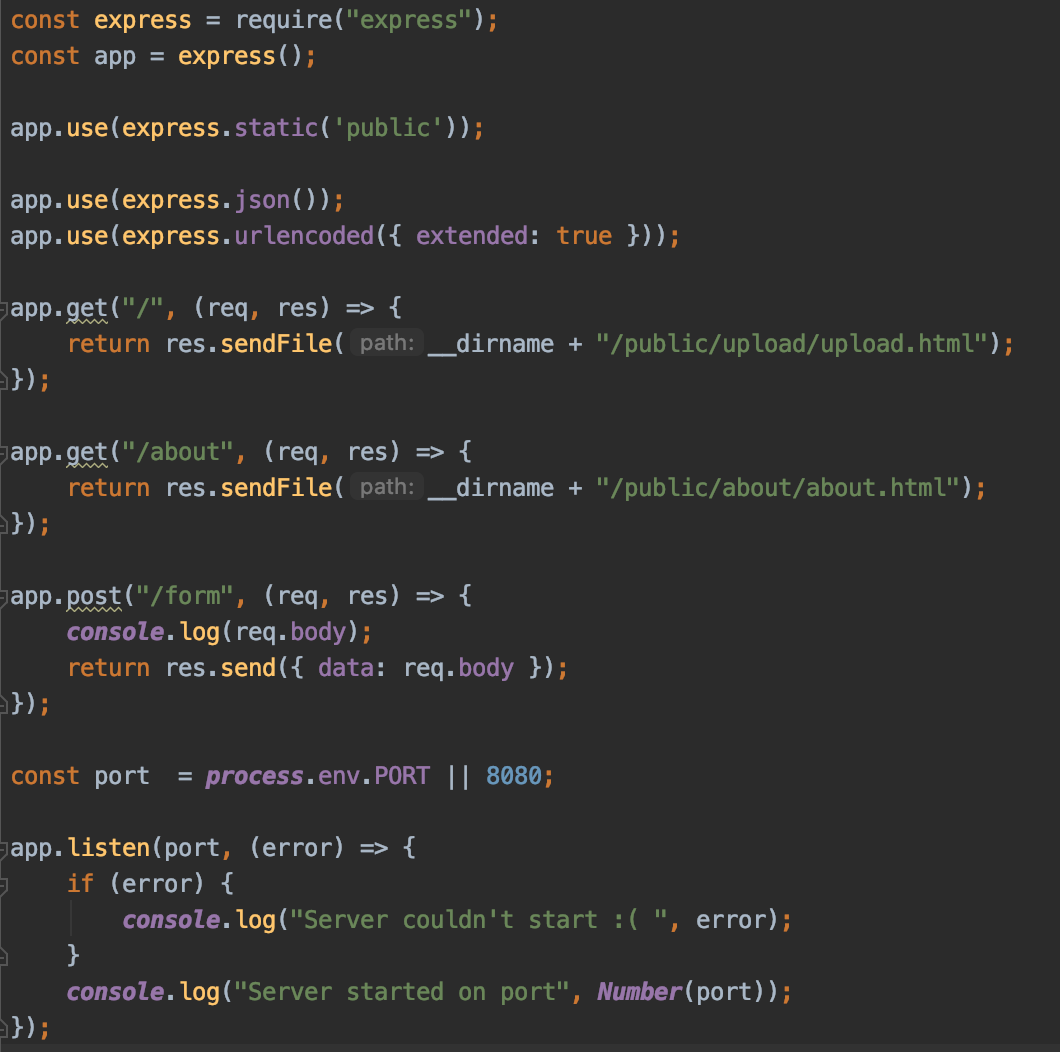 const express = require("express");
const app = express();
app.use(express.static('public'));
app.use(express.json());
app.use(express.urlencoded({ extended: true }));
app.get("/", (req, res) => {
    return res.sendFile( path: __dirname + "/public/upload/upload.html");
});
app.get("/about", (req, res) => {
    return res.sendFile( path: __dirname + "/public/about/about.html");
});
app.post("/form", (req, res) => {
    console.log(req.body);
    return res.send({ data: req.body });
});
const port  = process.env.PORT || 8080;
app.listen(port, (error) => {
    if (error) {
        console.log("Server couldn't start :( ", error);
    }
    console.log("Server started on port", Number(port));
});